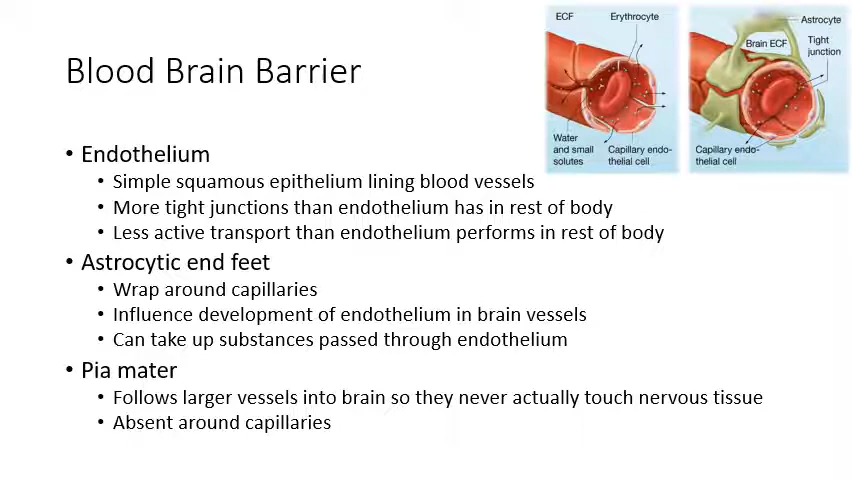 Blood Brain Barrier
ECF
Erythrocyte
Water
and small
solutes
Capillary endo-
thelial cell
Astrocyte
Brain ECF
Tight
junction
Capillary endo-
thelial cell
• Endothelium
• Simple squamous epithelium lining blood vessels
• More tight junctions than endothelium has in rest of body
• Less active transport than endothelium performs in rest of body
• Astrocytic end feet
• Wrap around capillaries
• Influence development of endothelium in brain vessels
• Can take up substances passed through endothelium
• Pia mater
• Follows larger vessels into brain so they never actually touch nervous tissue
• Absent around capillaries